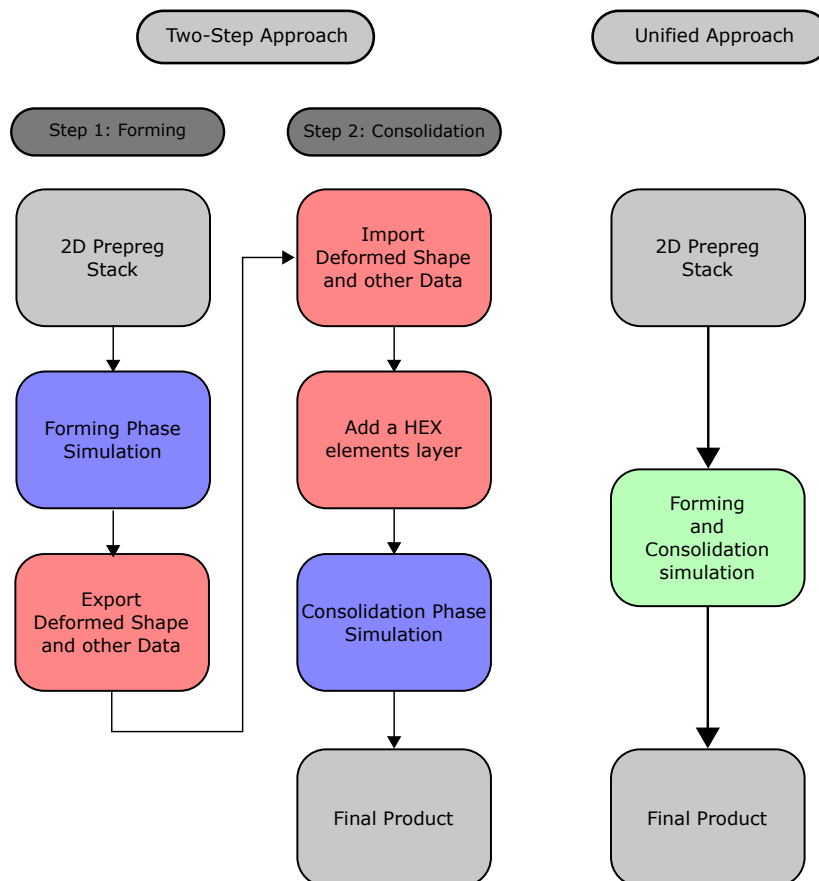 Two-Step Approach
Unified Approach
Step 1: Forming
Step 2: Consolidation
2D Prepreg
Stack
Forming Phase
Simulation
Export
Deformed Shape
and other Data
Import
Deformed Shape
and other Data
Add a HEX
elements layer
Consolidation Phase
Simulation
Final Product
2D Prepreg
Stack
Forming
and
Consolidation
simulation
Final Product